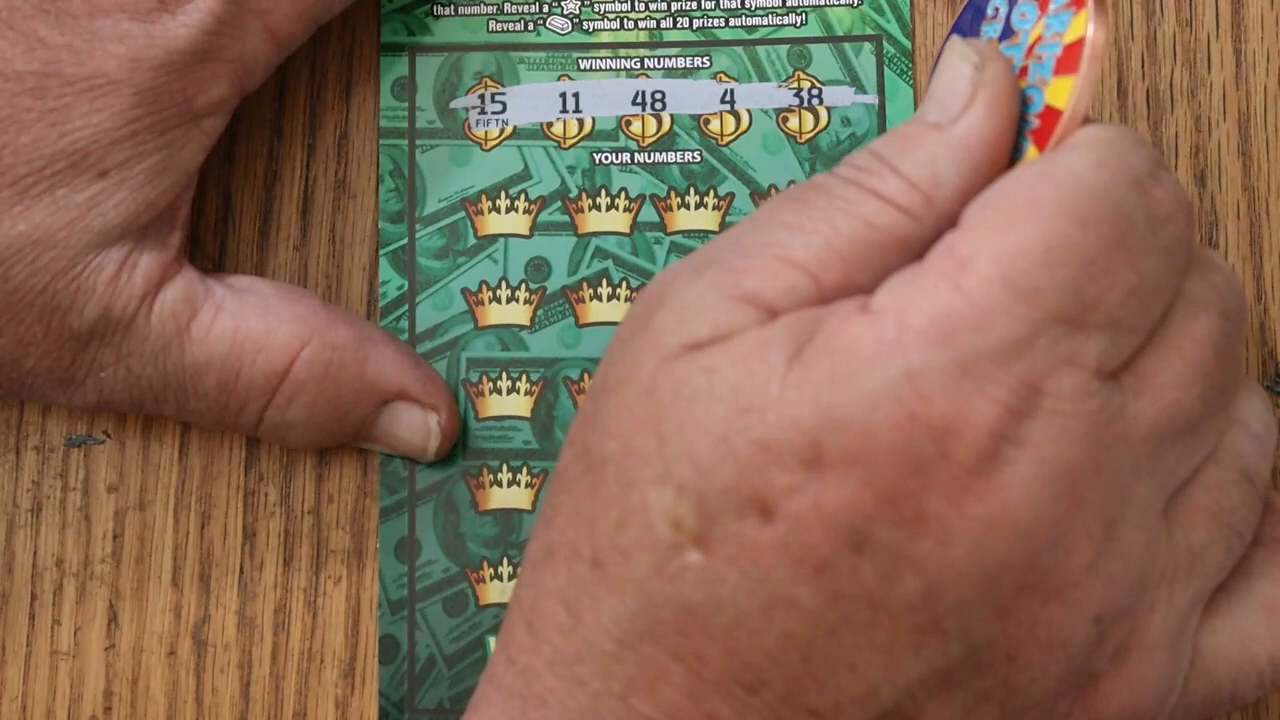 that number. Reveal a " " symbol to win prize for that symbol automatically.
Reveal a " " symbol to win all 20 prizes automatically!
WINNING NUMBERS
15 11 48 4 38
FIFTN
YOUR NUMBERS